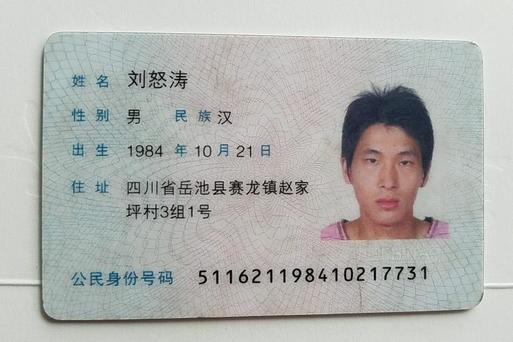 姓名 刘怒涛
性别 男 民族 汉
出生 1984 年 10 月 21 日
住址 四川省岳池县赛龙镇赵家
坪村3组1号
公民身份号码 511621198410217731